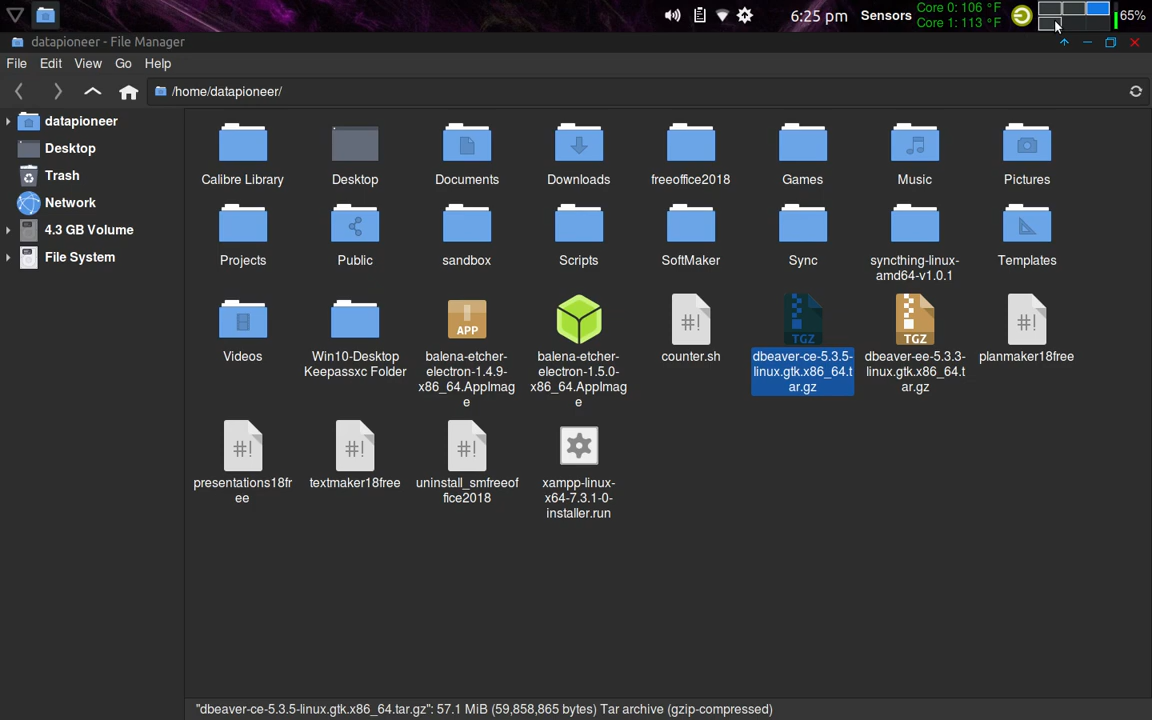 6:25 pm
Sensors
Core 0: 106 °F
Core 1: 113 °F
65%
datapioneer - File Manager
File Edit View Go Help
/home/datapioneer/
datapioneer
Desktop
Trash
Network
4.3 GB Volume
File System
Calibre Library
Desktop
Documents
Downloads
freeoffice2018
Games
Music
Pictures
Projects
Public
sandbox
Scripts
SoftMaker
Sync
syncthing-linux-
amd64-v1.0.1
Templates
Videos
Win10-Desktop
Keepassxc Folder
APP
balena-etcher-
electron-1.4.9-
x86_64.AppImag
e
balena-etcher-
electron-1.5.0-
x86_64.AppImag
e
#!
counter.sh
TGZ
dbeaver-ce-5.3.5-
linux.gtk.x86_64.t
ar.gz
TGZ
dbeaver-ee-5.3.3-
linux.gtk.x86_64.t
ar.gz
#!
planmaker18free
#!
presentations18fr
ee
#!
textmaker18free
#!
uninstall_smfreeof
fice2018
xampp-linux-
x64-7.3.1-0-
installer.run
"dbeaver-ce-5.3.5-linux.gtk.x86_64.tar.gz": 57.1 MiB (59,858,865 bytes) Tar archive (gzip-compressed)